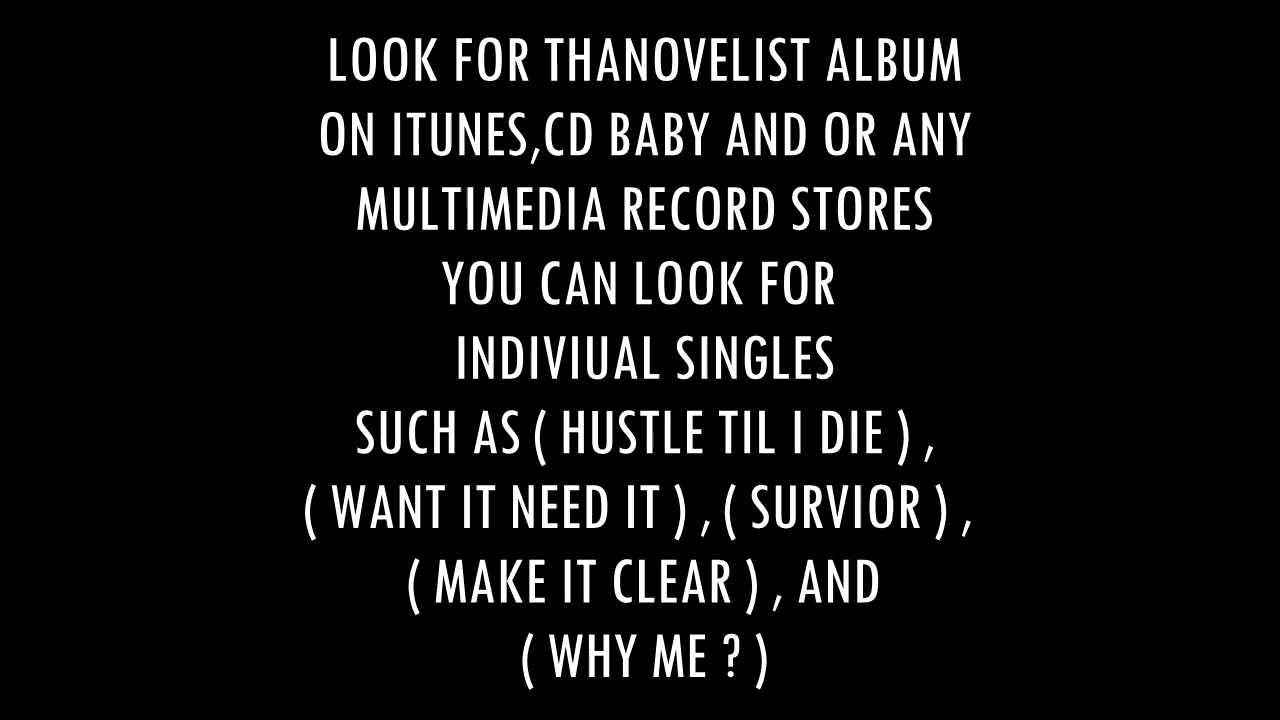 LOOK FOR THANOVELIST ALBUM
ON ITUNES,CD BABY AND OR ANY
MULTIMEDIA RECORD STORES
YOU CAN LOOK FOR
INDIVIUAL SINGLES
SUCH AS ( HUSTLE TIL I DIE ) ,
( WANT IT NEED IT ) , ( SURVIOR ) ,
( MAKE IT CLEAR ) , AND
( WHY ME ? )